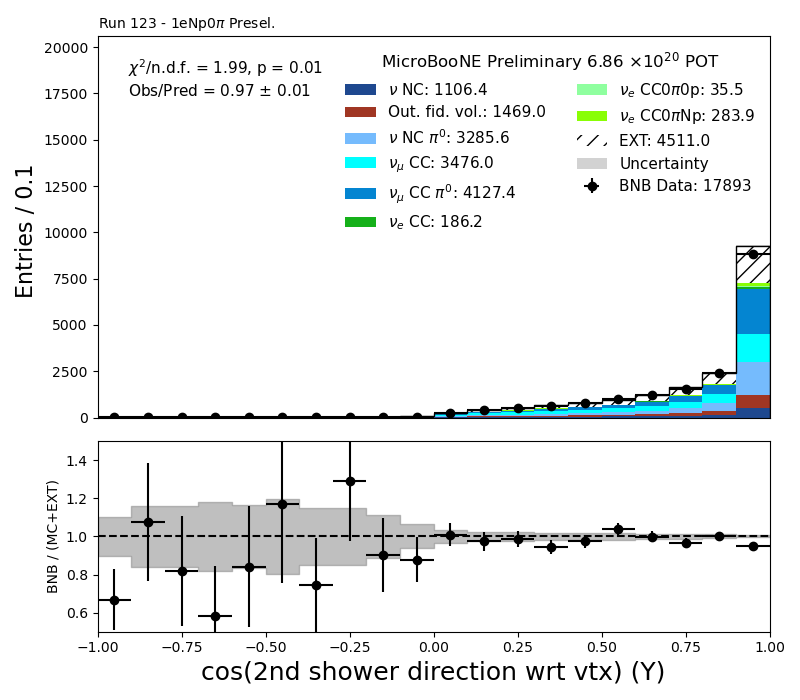 Run 123 - 1eNp0π Presel.
χ²/n.d.f. = 1.99, p = 0.01
Obs/Pred = 0.97 ± 0.01
MicroBooNE Preliminary 6.86 ×10²⁰ POT
ν NC: 1106.4
Out. fid. vol.: 1469.0
ν NC π⁰: 3285.6
ν_μ CC: 3476.0
ν_μ CC π⁰: 4127.4
ν_e CC: 186.2
ν_e CC0π0p: 35.5
ν_e CC0πNp: 283.9
EXT: 4511.0
Uncertainty
BNB Data: 17893
Entries / 0.1
20000
17500
15000
12500
10000
7500
5000
2500
0
BNB / (MC+EXT)
1.4
1.2
1.0
0.8
0.6
−1.00 −0.75 −0.50 −0.25 0.00 0.25 0.50 0.75 1.00
cos(2nd shower direction wrt vtx) (Y)